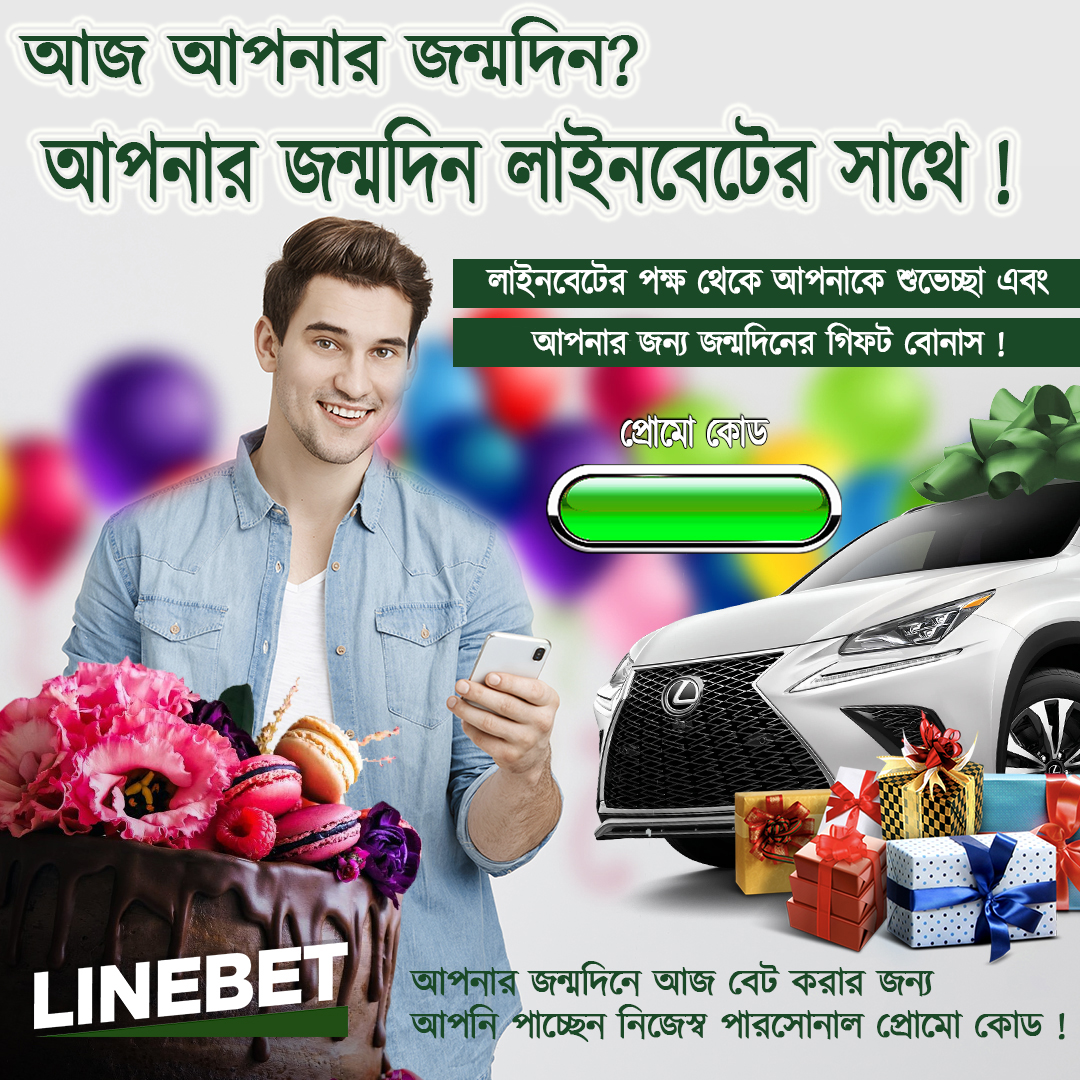 আজ আপনার জন্মদিন?
আপনার জন্মদিন লাইনবেটের সাথে !
লাইনবেটের পক্ষ থেকে আপনাকে শুভেচ্ছা এবং
আপনার জন্য জন্মদিনের গিফট বোনাস !
প্রোমো কোড
LINEBET
আপনার জন্মদিনে আজ বেট করার জন্য
আপনি পাচ্ছেন নিজেস্ব পারসোনাল প্রোমো কোড !